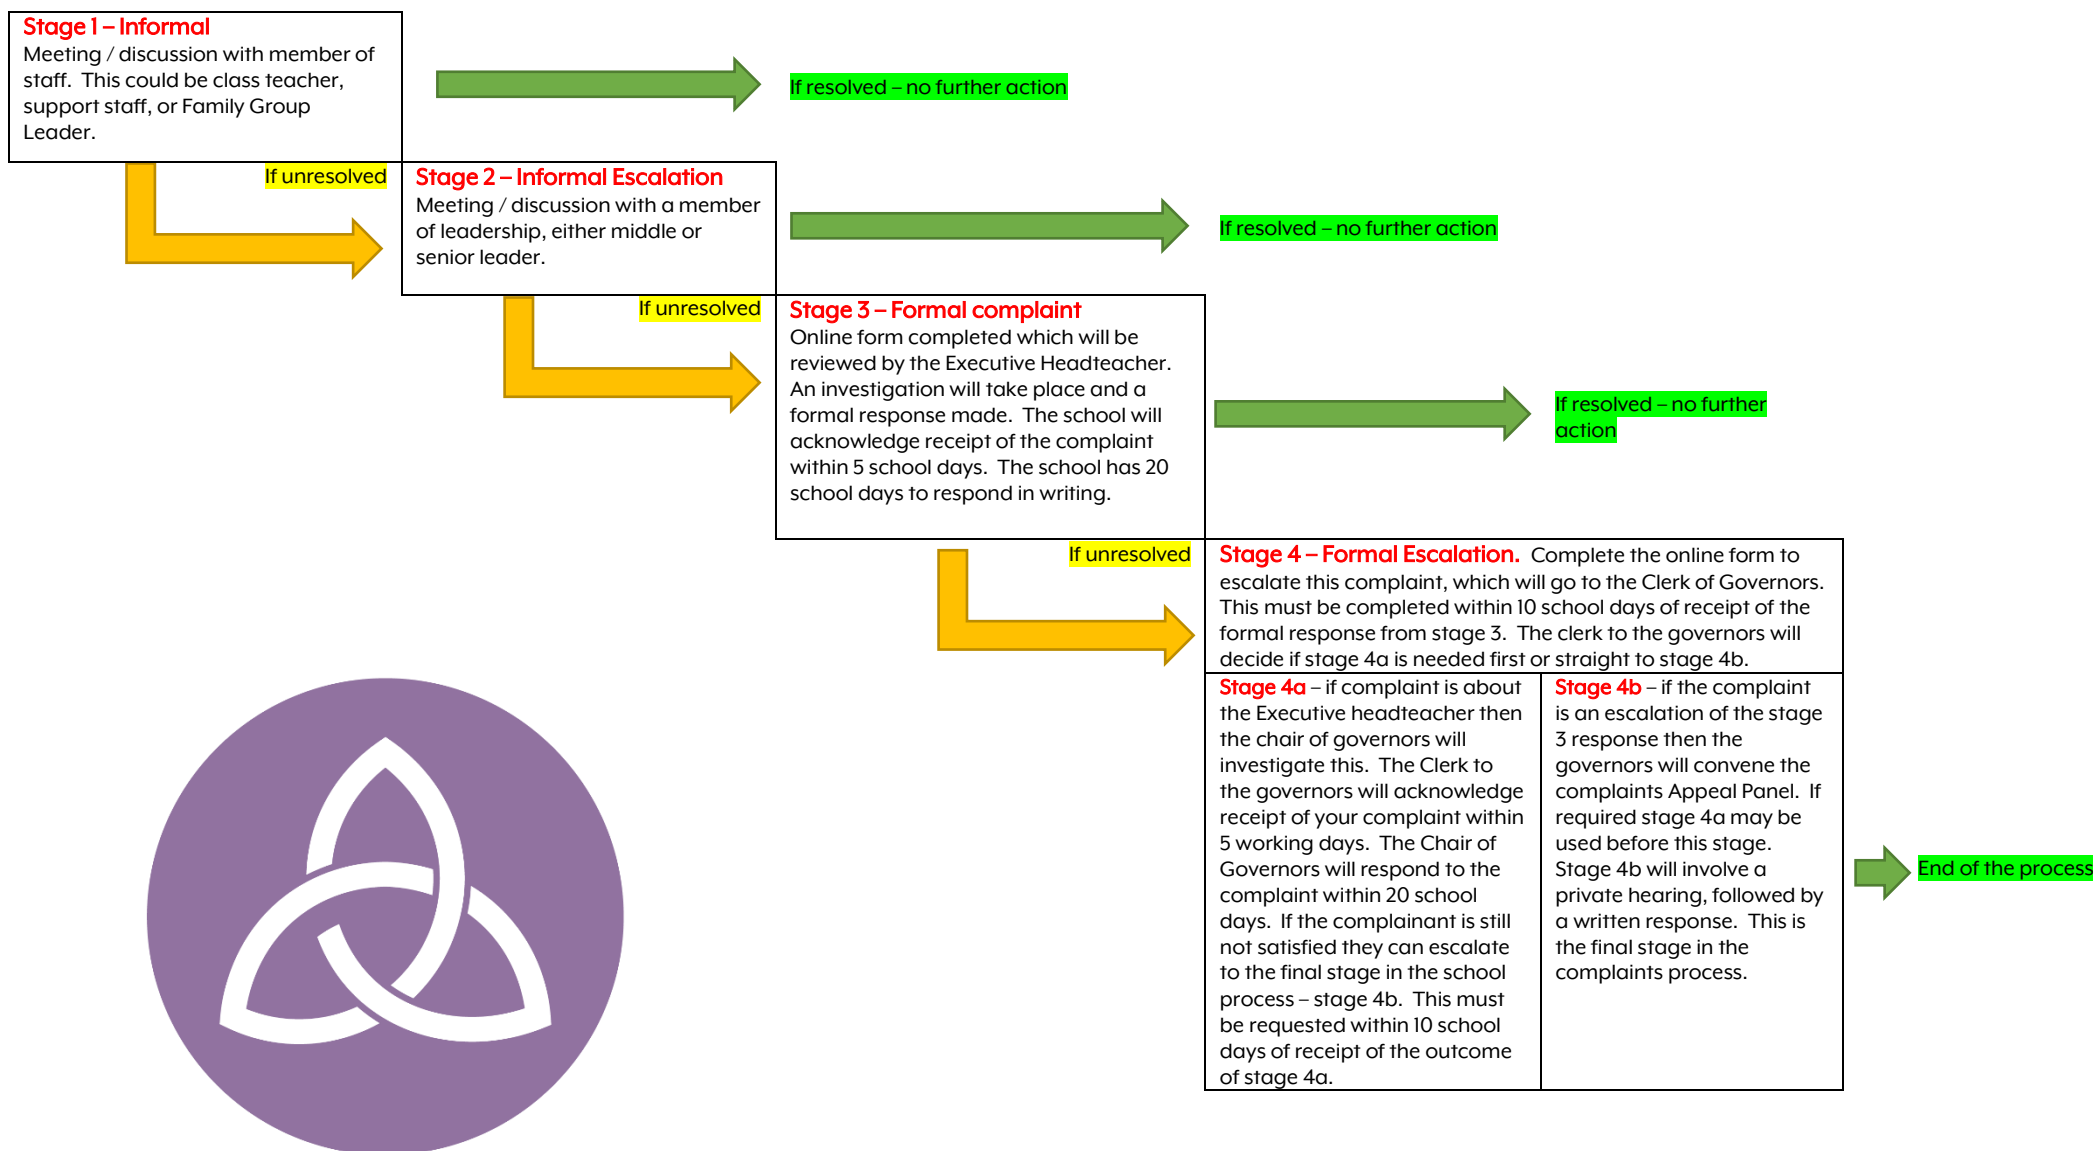 Stage 1 – Informal
Meeting / discussion with member of
staff. This could be class teacher,
support staff, or Family Group
Leader.
If resolved – no further action
If unresolved
Stage 2 – Informal Escalation
Meeting / discussion with a member
of leadership, either middle or
senior leader.
If resolved – no further action
If unresolved
Stage 3 – Formal complaint
Online form completed which will be
reviewed by the Executive Headteacher.
An investigation will take place and a
formal response made. The school will
acknowledge receipt of the complaint
within 5 school days. The school has 20
school days to respond in writing.
If resolved – no further
action
If unresolved
Stage 4 – Formal Escalation. Complete the online form to
escalate this complaint, which will go to the Clerk of Governors.
This must be completed within 10 school days of receipt of the
formal response from stage 3. The clerk to the governors will
decide if stage 4a is needed first or straight to stage 4b.
Stage 4a – if complaint is about
the Executive headteacher then
the chair of governors will
investigate this. The Clerk to
the governors will acknowledge
receipt of your complaint within
5 working days. The Chair of
Governors will respond to the
complaint within 20 school
days. If the complainant is still
not satisfied they can escalate
to the final stage in the school
process – stage 4b. This must
be requested within 10 school
days of receipt of the outcome
of stage 4a.
Stage 4b – if the complaint
is an escalation of the stage
3 response then the
governors will convene the
complaints Appeal Panel. If
required stage 4a may be
used before this stage.
Stage 4b will involve a
private hearing, followed by
a written response. This is
the final stage in the
complaints process.
End of the process